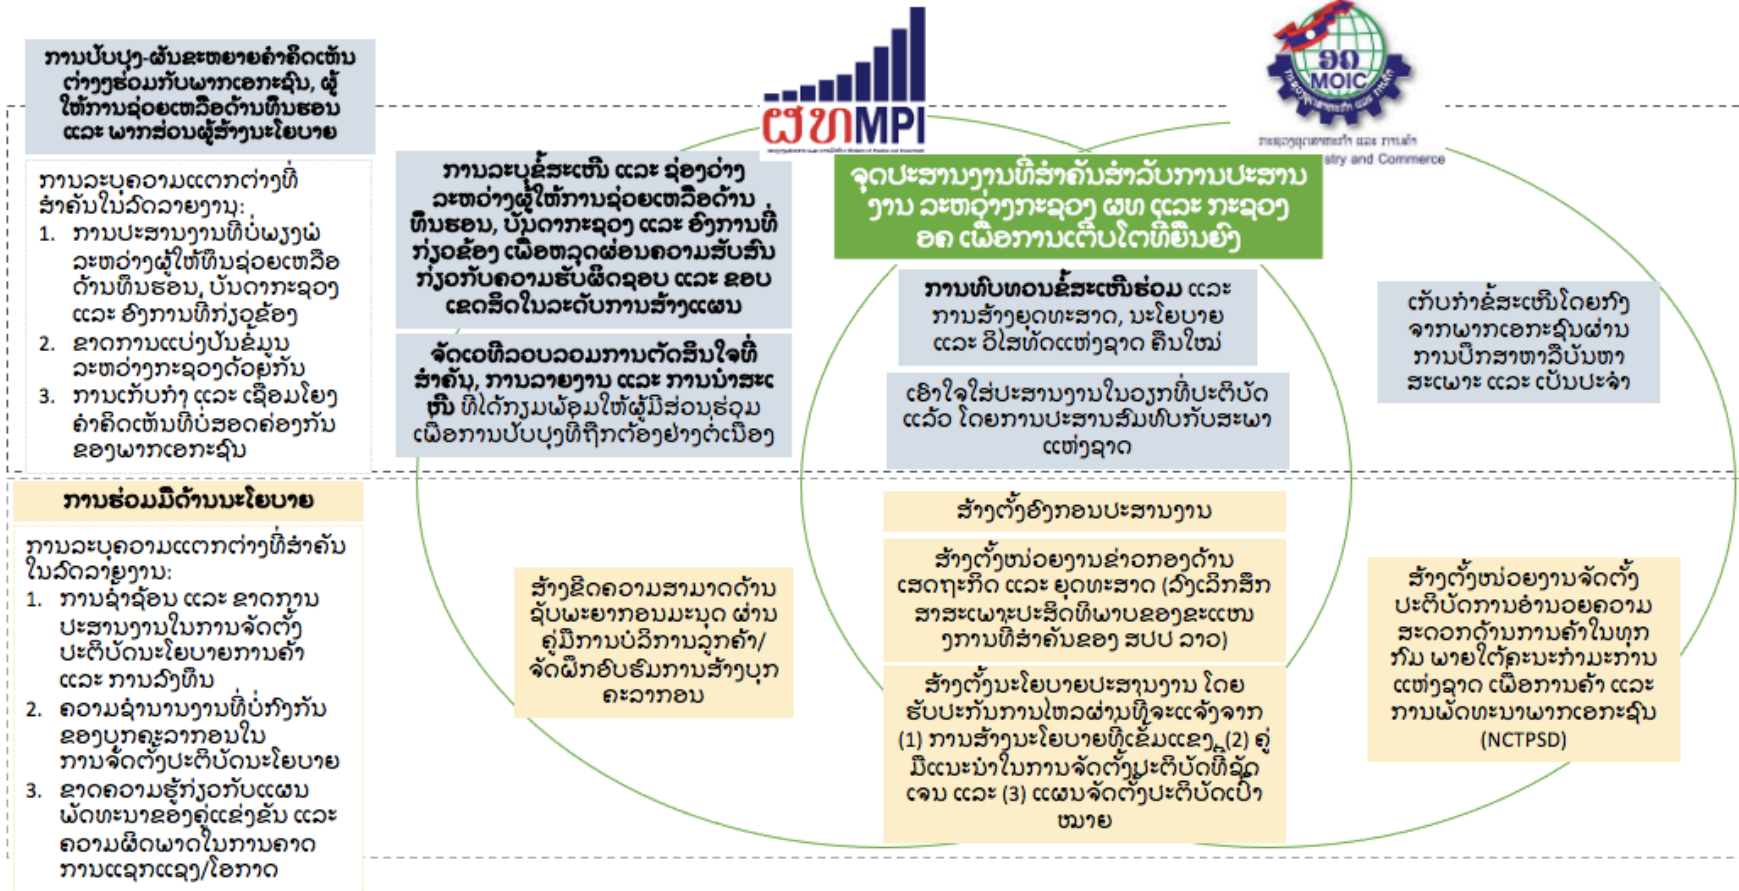 ການປັບປຸງ-ຜັນຂະຫຍາຍຄຳຄິດເຫັນ
ຕ່າງໆຮ່ວມກັບພາກເອກະຊົນ, ຜູ້
ໃຫ້ການຊ່ວຍເຫລືອດ້ານທຶນຮອນ
ແລະ ພາກສ່ວນຜູ້ສ້າງນະໂຍບາຍ
ການລະບຸຄວາມແຕກຕ່າງທີ່
ສຳຄັນໃນລົດລາຍງານ:
1. ການປະສານງານທີ່ບໍ່ພຽງພໍ
ລະຫວ່າງຜູ້ໃຫ້ທຶນຊ່ວຍເຫລືອ
ດ້ານທຶນຮອນ, ບັນດາກະຊວງ
ແລະ ອົງການທີ່ກ່ຽວຂ້ອງ
2. ຂາດການແບ່ງປັນຂໍ້ມູນ
ລະຫວ່າງກະຊວງດ້ວຍກັນ
3. ການເກັບກຳ ແລະ ເຊື່ອມໂຍງ
ຄຳຄິດເຫັນທີ່ບໍ່ສອດຄ່ອງກັນ
ຂອງພາກເອກະຊົນ
ການຮ່ວມມືດ້ານນະໂຍບາຍ
ການລະບຸຄວາມແຕກຕ່າງທີ່ສຳຄັນ
ໃນລົດລາຍງານ:
1. ການຊ້ຳຊ້ອນ ແລະ ຂາດການ
ປະສານງານໃນການຈັດຕັ້ງ
ປະຕິບັດນະໂຍບາຍການຄ້າ
ແລະ ການລົງທຶນ
2. ຄວາມຊຳນານງານທີ່ບໍ່ກົງກັນ
ຂອງບຸກຄະລາກອນໃນ
ການຈັດຕັ້ງປະຕິບັດນະໂຍບາຍ
3. ຂາດຄວາມຮູ້ກ່ຽວກັບແຜນ
ພັດທະນາຂອງຄູ່ແຂ່ງຂັນ ແລະ
ຄວາມຜິດພາດໃນການຄາດ
ການແຊກແຊງ/ໂອກາດ
ຜທ MPI
ການລະບຸຂໍ້ສະເໜີ ແລະ ຊ່ອງວ່າງ
ລະຫວ່າງຜູ້ໃຫ້ການຊ່ວຍເຫລືອດ້ານ
ທຶນຮອນ, ບັນດາກະຊວງ ແລະ ອົງການທີ່
ກ່ຽວຂ້ອງ ເພື່ອຫລຸດຜ່ອນຄວາມສັບສົນ
ກ່ຽວກັບຄວາມຮັບຜິດຊອບ ແລະ ຂອບ
ເຂດສິດໃນລະດັບການສ້າງແຜນ
ຈັດເວທີລອບລວມການຕັດສິນໃຈທີ່
ສຳຄັນ, ການລາຍງານ ແລະ ການນຳສະເ
ໜີ ທີ່ໄດ້ກຽມພ້ອມໃຫ້ຜູ້ມີສ່ວນຮ່ວມ
ເພື່ອການປັບປຸງທີ່ຖືກຕ້ອງຢ່າງຕໍ່ເນື່ອງ
ສ້າງຂີດຄວາມສາມາດດ້ານ
ຊັບພະຍາກອນມະນຸດ ຜ່ານ
ຄູ່ມືການບໍລິການລູກຄ້າ/
ຈັດຝຶກອົບຮົມການສ້າງບຸກ
ຄະລາກອນ
ຈຸດປະສານງານທີ່ສຳຄັນສຳລັບການປະສານ
ງານ ລະຫວ່າງກະຊວງ ຜທ ແລະ ກະຊວງ
ອຄ ເພື່ອການເຕີບໂຕທີ່ຍືນຍົງ
ການທົບທວນຂໍ້ສະເໜີຮ່ວມ ແລະ
ການສ້າງຍຸດທະສາດ, ນະໂຍບາຍ
ແລະ ວິໄສທັດແຫ່ງຊາດ ຄືນໃໝ່
ເອົາໃຈໃສ່ປະສານງານໃນວຽກທີ່ປະຕິບັດ
ແລ້ວ ໂດຍການປະສານສົມທົບກັບສະພາ
ແຫ່ງຊາດ
ສ້າງຕັ້ງອົງກອນປະສານງານ
ສ້າງຕັ້ງໜ່ວຍງານຂ່າວກອງດ້ານ
ເສດຖະກິດ ແລະ ຍຸດທະສາດ (ລົງເລິກສຶກ
ສາສະເພາະປະສິດທິພາບຂອງຂະແໜ
ງການທີ່ສຳຄັນຂອງ ສປປ ລາວ)
ສ້າງຕັ້ງນະໂຍບາຍປະສານງານ ໂດຍ
ຮັບປະກັນການໄຫລຜ່ານທີ່ຈະແຈ້ງຈາກ
(1) ການສ້າງນະໂຍບາຍທີ່ເຂັ້ມແຂງ, (2) ຄູ່
ມືແນະນຳໃນການຈັດຕັ້ງປະຕິບັດທີ່ຊັດ
ເຈນ ແລະ (3) ແຜນຈັດຕັ້ງປະຕິບັດເປົ້າ
ໝາຍ
ອຄ
MOIC
ກະຊວງອຸດສາຫະກຳ ແລະ ການຄ້າ
stry and Commerce
ເກັບກຳຂໍ້ສະເໜີໂດຍກົງ
ຈາກພາກເອກະຊົນຜ່ານ
ການປຶກສາຫາລືບັນຫາ
ສະເພາະ ແລະ ເປັນປະຈຳ
ສ້າງຕັ້ງໜ່ວຍງານຈັດຕັ້ງ
ປະຕິບັດການອຳນວຍຄວາມ
ສະດວກດ້ານການຄ້າໃນທຸກ
ກົມ ພາຍໃຕ້ຄະນະກຳມະການ
ແຫ່ງຊາດ ເພື່ອການຄ້າ ແລະ
ການພັດທະນາພາກເອກະຊົນ
(NCTPSD)